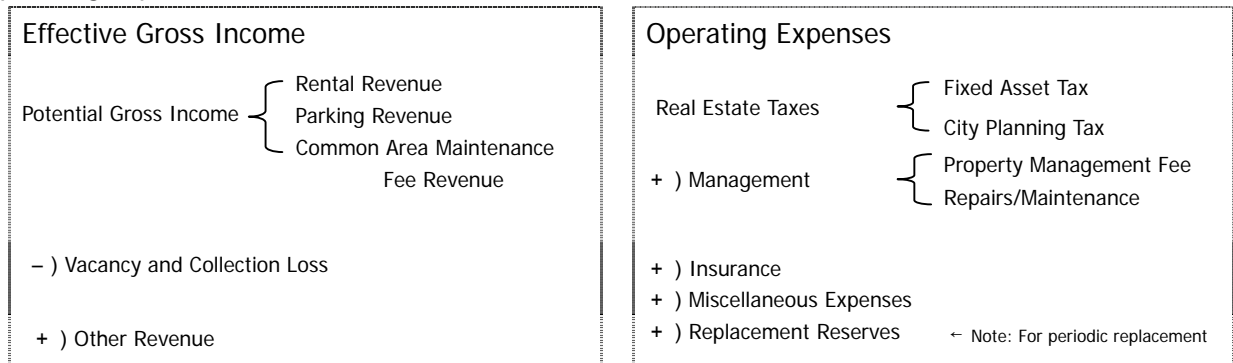 Effective Gross Income
Potential Gross Income
Rental Revenue
Parking Revenue
Common Area Maintenance
Fee Revenue
– ) Vacancy and Collection Loss
+ ) Other Revenue
Operating Expenses
Real Estate Taxes
Fixed Asset Tax
City Planning Tax
+ ) Management
Property Management Fee
Repairs/Maintenance
+ ) Insurance
+ ) Miscellaneous Expenses
+ ) Replacement Reserves ← Note: For periodic replacement